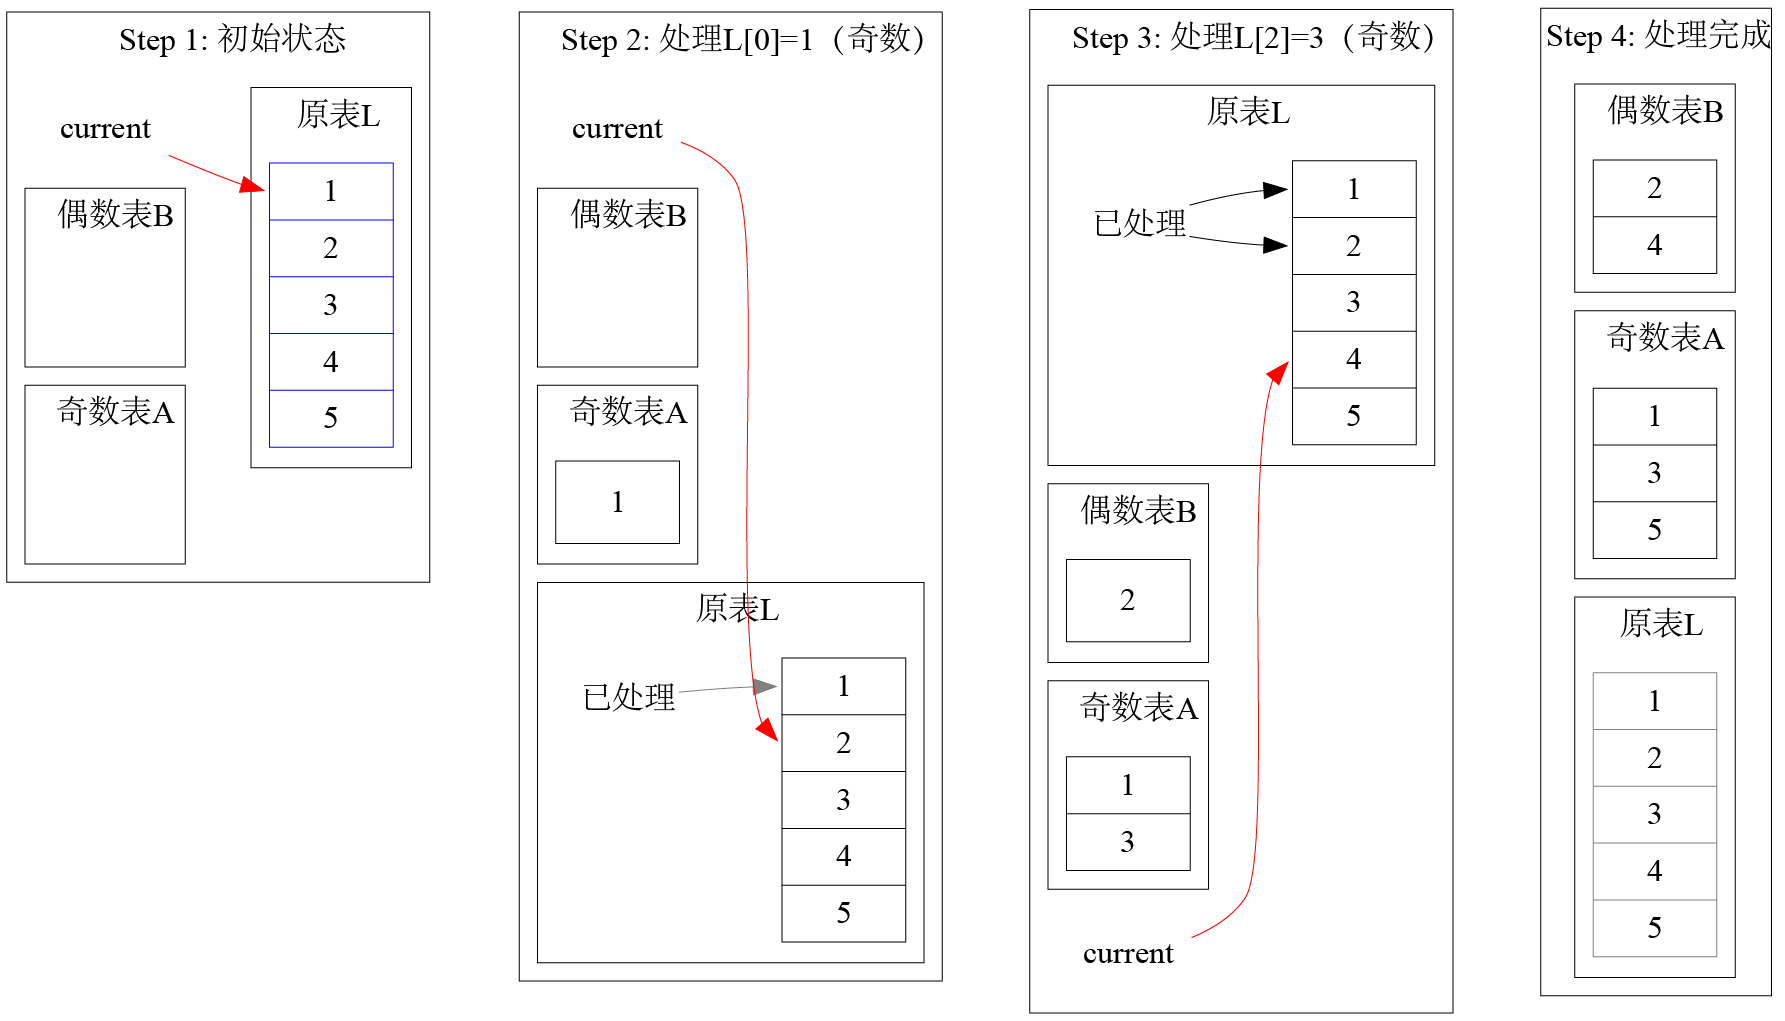 Step 1: 初始状态
current
原表L
1
2
3
4
5
偶数表B
奇数表A
Step 2: 处理L[0]=1（奇数）
current
偶数表B
奇数表A
1
原表L
已处理
1
2
3
4
5
Step 3: 处理L[2]=3（奇数）
原表L
已处理
1
2
3
4
5
偶数表B
2
奇数表A
1
3
current
Step 4: 处理完成
偶数表B
2
4
奇数表A
1
3
5
原表L
1
2
3
4
5